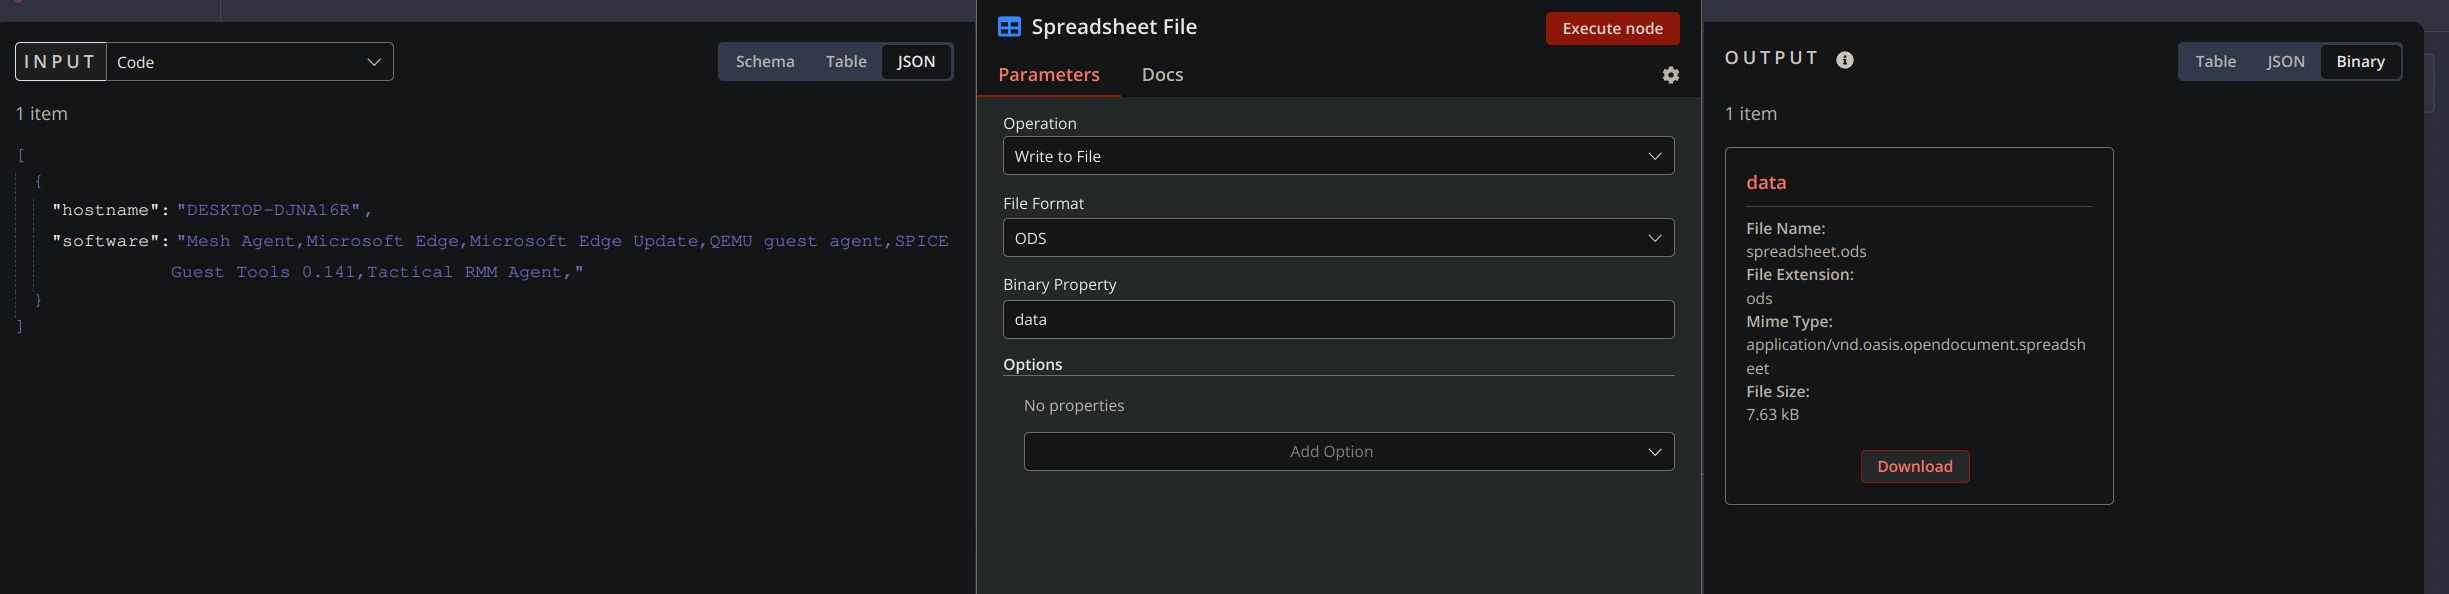 INPUT Code
Schema Table JSON
1 item
[
{
"hostname": "DESKTOP-DJNA16R",
"software": "Mesh Agent,Microsoft Edge,Microsoft Edge Update,QEMU guest agent,SPICE
Guest Tools 0.141,Tactical RMM Agent,"
}
]
Spreadsheet File
Execute node
Parameters Docs
Operation
Write to File
File Format
ODS
Binary Property
data
Options
No properties
Add Option
OUTPUT
Table JSON Binary
1 item
data
File Name:
spreadsheet.ods
File Extension:
ods
Mime Type:
application/vnd.oasis.opendocument.spreadsh
eet
File Size:
7.63 kB
Download